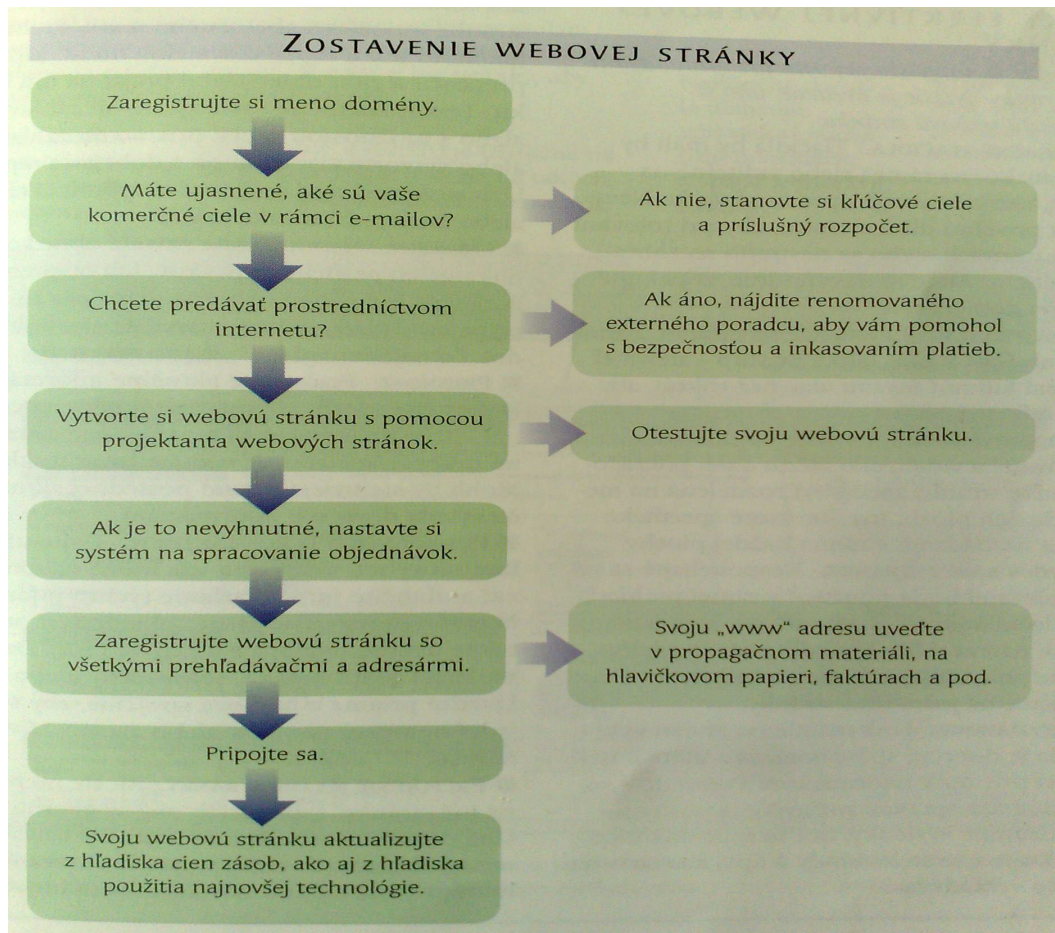 ZOSTAVENIE WEBOVEJ STRÁNKY
Zaregistrujte si meno domény.
Máte ujasnené, aké sú vaše
komerčné ciele v rámci e-mailov?
Ak nie, stanovte si kľúčové ciele
a príslušný rozpočet.
Chcete predávať prostredníctvom
internetu?
Ak áno, nájdite renomovaného
externého poradcu, aby vám pomohol
s bezpečnosťou a inkasovaním platieb.
Vytvorte si webovú stránku s pomocou
projektanta webových stránok.
Otestujte svoju webovú stránku.
Ak je to nevyhnutné, nastavte si
systém na spracovanie objednávok.
Zaregistrujte webovú stránku so
všetkými prehľadávačmi a adresármi.
Svoju „www“ adresu uveďte
v propagačnom materiáli, na
hlavičkovom papieri, faktúrach a pod.
Pripojte sa.
Svoju webovú stránku aktualizujte
z hľadiska cien zásob, ako aj z hľadiska
použitia najnovšej technológie.